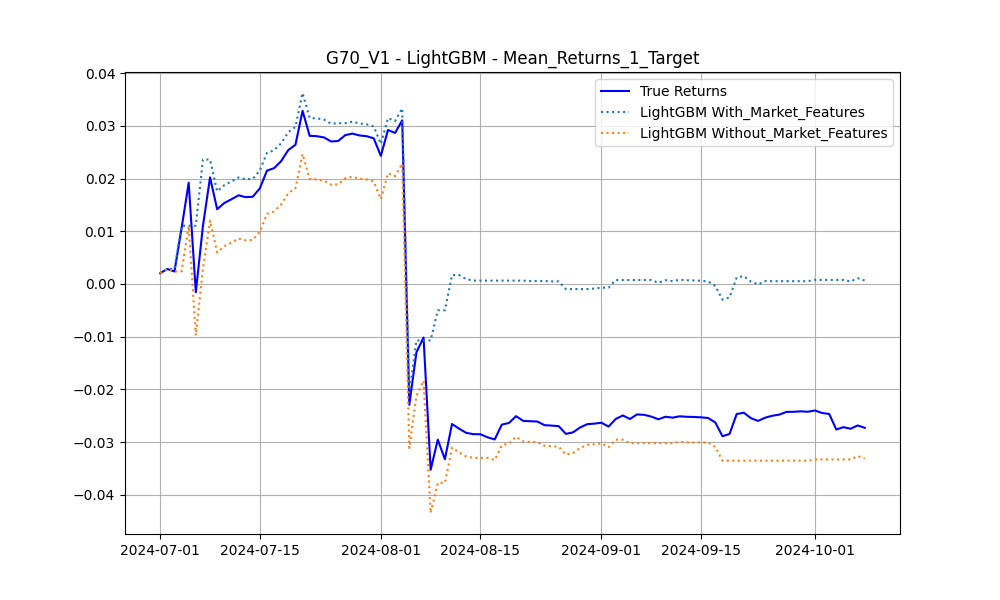 G70_V1 - LightGBM - Mean_Returns_1_Target
True Returns
LightGBM With_Market_Features
LightGBM Without_Market_Features
0.04
0.03
0.02
0.01
0.00
−0.01
−0.02
−0.03
−0.04
2024-07-01 2024-07-15 2024-08-01 2024-08-15 2024-09-01 2024-09-15 2024-10-01